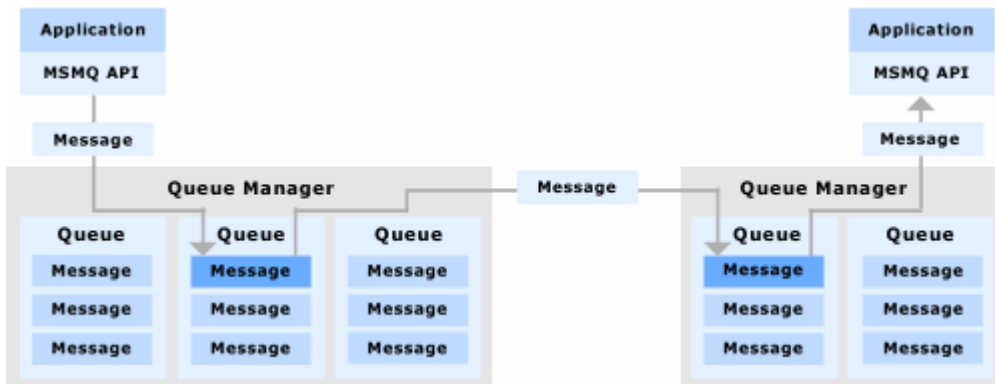 Application Application
MSMQ API MSMQ API
Message Message
Queue Manager Message Queue Manager
Queue Queue Queue Queue Queue
Message Message Message Message Message
Message Message Message Message Message
Message Message Message Message Message